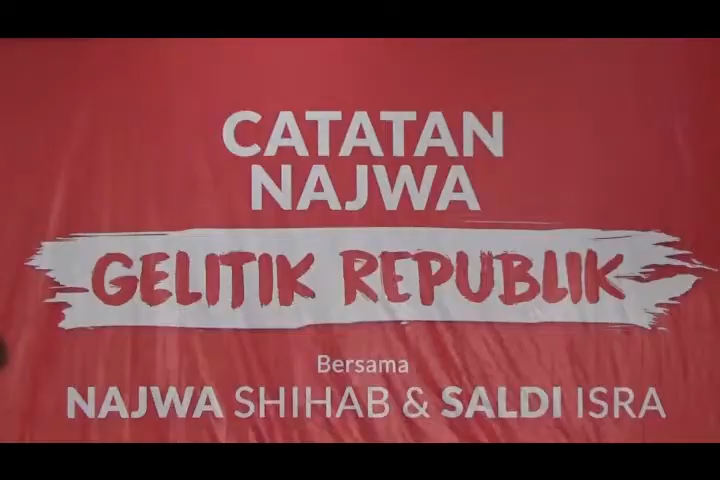 CATATAN
NAJWA
GELITIK REPUBLIK
Bersama
NAJWA SHIHAB & SALDI ISRA